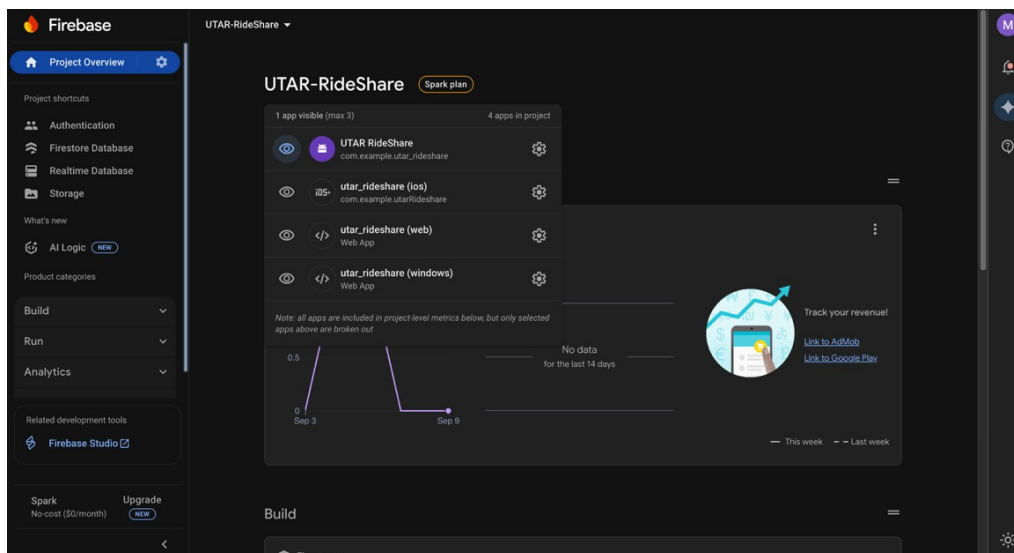 Firebase
UTAR-RideShare
M
Project Overview
Project shortcuts
Authentication
Firestore Database
Realtime Database
Storage
What's new
AI Logic NEW
Product categories
Build
Run
Analytics
Related development tools
Firebase Studio
Spark
No-cost ($0/month)
Upgrade
NEW
UTAR-RideShare Spark plan
1 app visible (max 3) 4 apps in project
UTAR RideShare
com.example.utar_rideshare
iOS+ utar_rideshare (ios)
com.example.utarRideshare
</> utar_rideshare (web)
Web App
</> utar_rideshare (windows)
Web App
Note: all apps are included in project-level metrics below, but only selected
apps above are broken out
0.5
0
Sep 3 Sep 9
No data
for the last 14 days
Track your revenue!
Link to AdMob
Link to Google Play
This week Last week
Build